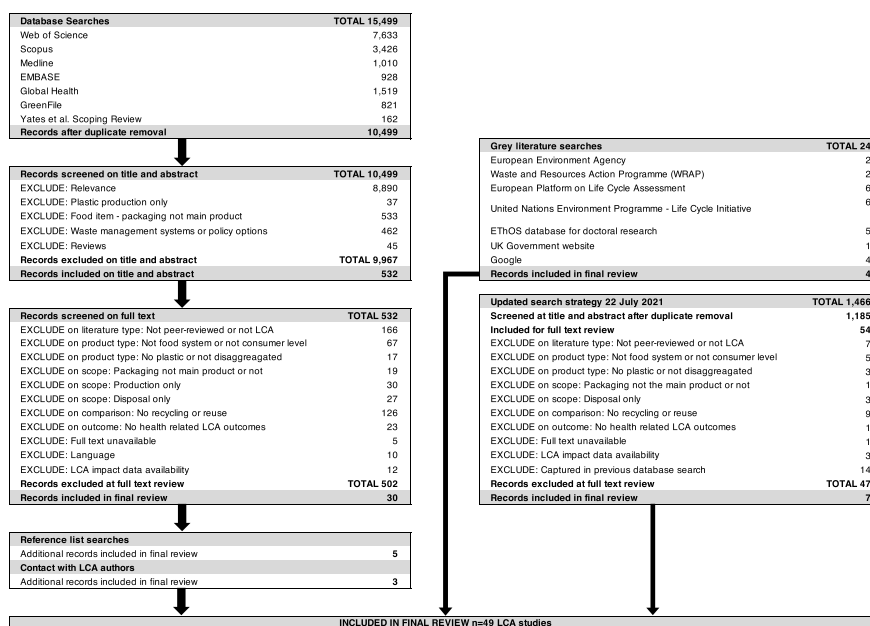 Database Searches TOTAL 15,499
Web of Science 7,633
Scopus 3,426
Medline 1,010
EMBASE 928
Global Health 1,519
GreenFile 821
Yates et al. Scoping Review 162
Records after duplicate removal 10,499
Records screened on title and abstract TOTAL 10,499
EXCLUDE: Relevance 8,890
EXCLUDE: Plastic production only 37
EXCLUDE: Food item - packaging not main product 533
EXCLUDE: Waste management systems or policy options 462
EXCLUDE: Reviews 45
Records excluded on title and abstract TOTAL 9,967
Records included on title and abstract 532
Records screened on full text TOTAL 532
EXCLUDE on literature type: Not peer-reviewed or not LCA 166
EXCLUDE on product type: Not food system or not consumer level 67
EXCLUDE on product type: No plastic or not disaggreagated 17
EXCLUDE on scope: Packaging not main product or not 19
EXCLUDE on scope: Production only 30
EXCLUDE on scope: Disposal only 27
EXCLUDE on comparison: No recycling or reuse 126
EXCLUDE on outcome: No health related LCA outcomes 23
EXCLUDE: Full text unavailable 5
EXCLUDE: Language 10
EXCLUDE: LCA impact data availability 12
Records excluded at full text review TOTAL 502
Records included in final review 30
Reference list searches
Additional records included in final review 5
Contact with LCA authors
Additional records included in final review 3
Grey literature searches TOTAL 24
European Environment Agency 2
Waste and Resources Action Programme (WRAP) 2
European Platform on Life Cycle Assessment 6
United Nations Environment Programme - Life Cycle Initiative 6
EThOS database for doctoral research 5
UK Government website 1
Google 4
Records included in final review 4
Updated search strategy 22 July 2021 TOTAL 1,466
Screened at title and abstract after duplicate removal 1,185
Included for full text review 54
EXCLUDE on literature type: Not peer-reviewed or not LCA 7
EXCLUDE on product type: Not food system or not consumer level 5
EXCLUDE on product type: No plastic or not disaggreagated 3
EXCLUDE on scope: Packaging not the main product or not 1
EXCLUDE on scope: Disposal only 3
EXCLUDE on comparison: No recycling or reuse 9
EXCLUDE on outcome: No health related LCA outcomes 1
EXCLUDE: Full text unavailable 1
EXCLUDE: LCA impact data availability 3
EXCLUDE: Captured in previous database search 14
Records excluded at full text review TOTAL 47
Records included in final review 7
INCLUDED IN FINAL REVIEW n=49 LCA studies